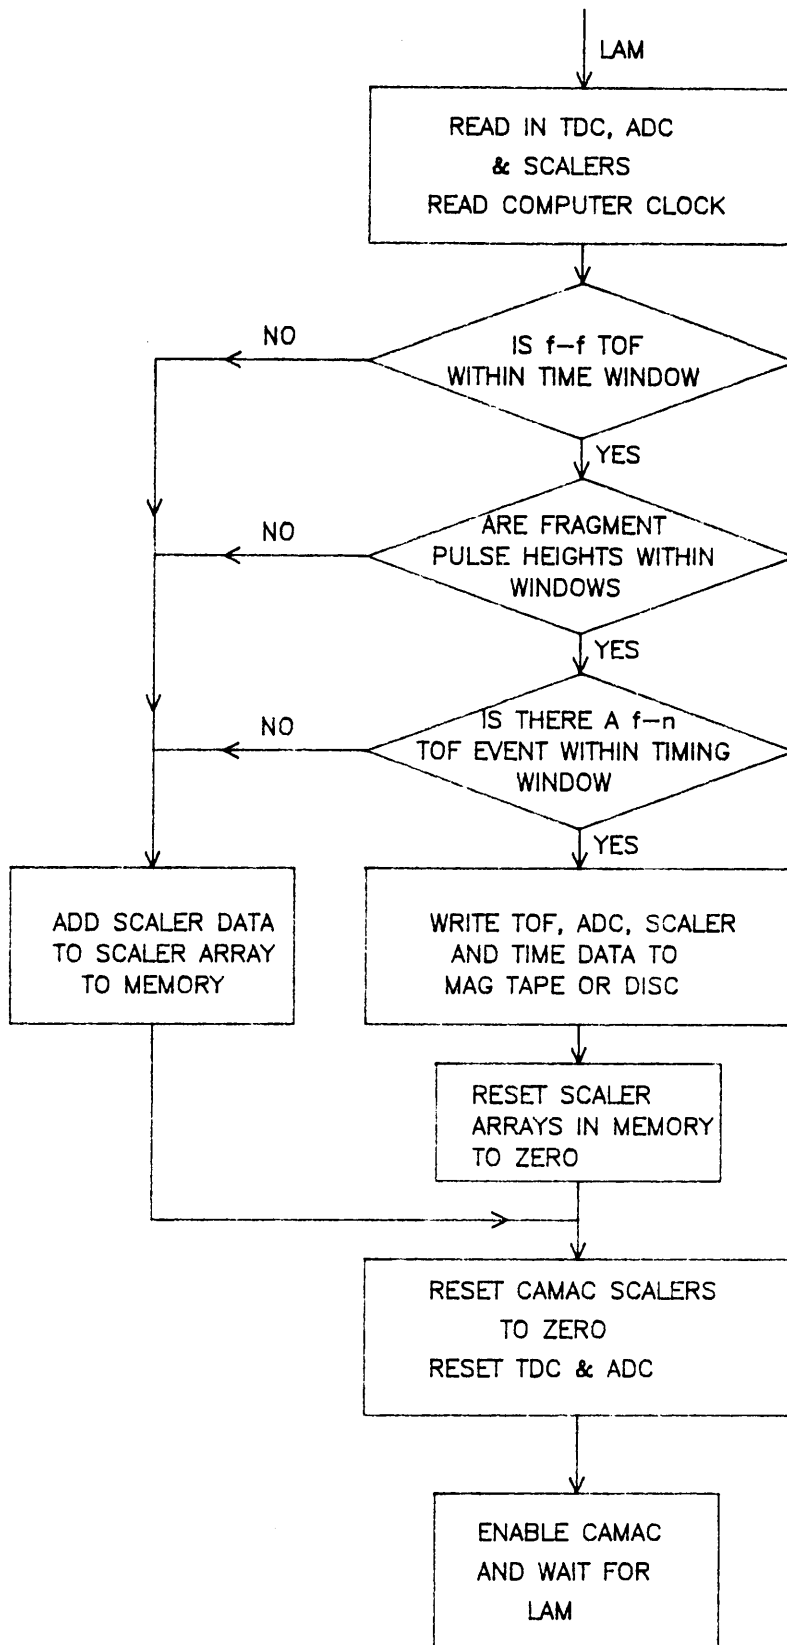 LAM
READ IN TDC, ADC
& SCALERS
READ COMPUTER CLOCK
NO
IS f-f TOF
WITHIN TIME WINDOW
YES
NO
ARE FRAGMENT
PULSE HEIGHTS WITHIN
WINDOWS
YES
NO
IS THERE A f-n
TOF EVENT WITHIN TIMING
WINDOW
YES
ADD SCALER DATA
TO SCALER ARRAY
TO MEMORY
WRITE TOF, ADC, SCALER
AND TIME DATA TO
MAG TAPE OR DISC
RESET SCALER
ARRAYS IN MEMORY
TO ZERO
RESET CAMAC SCALERS
TO ZERO
RESET TDC & ADC
ENABLE CAMAC
AND WAIT FOR
LAM